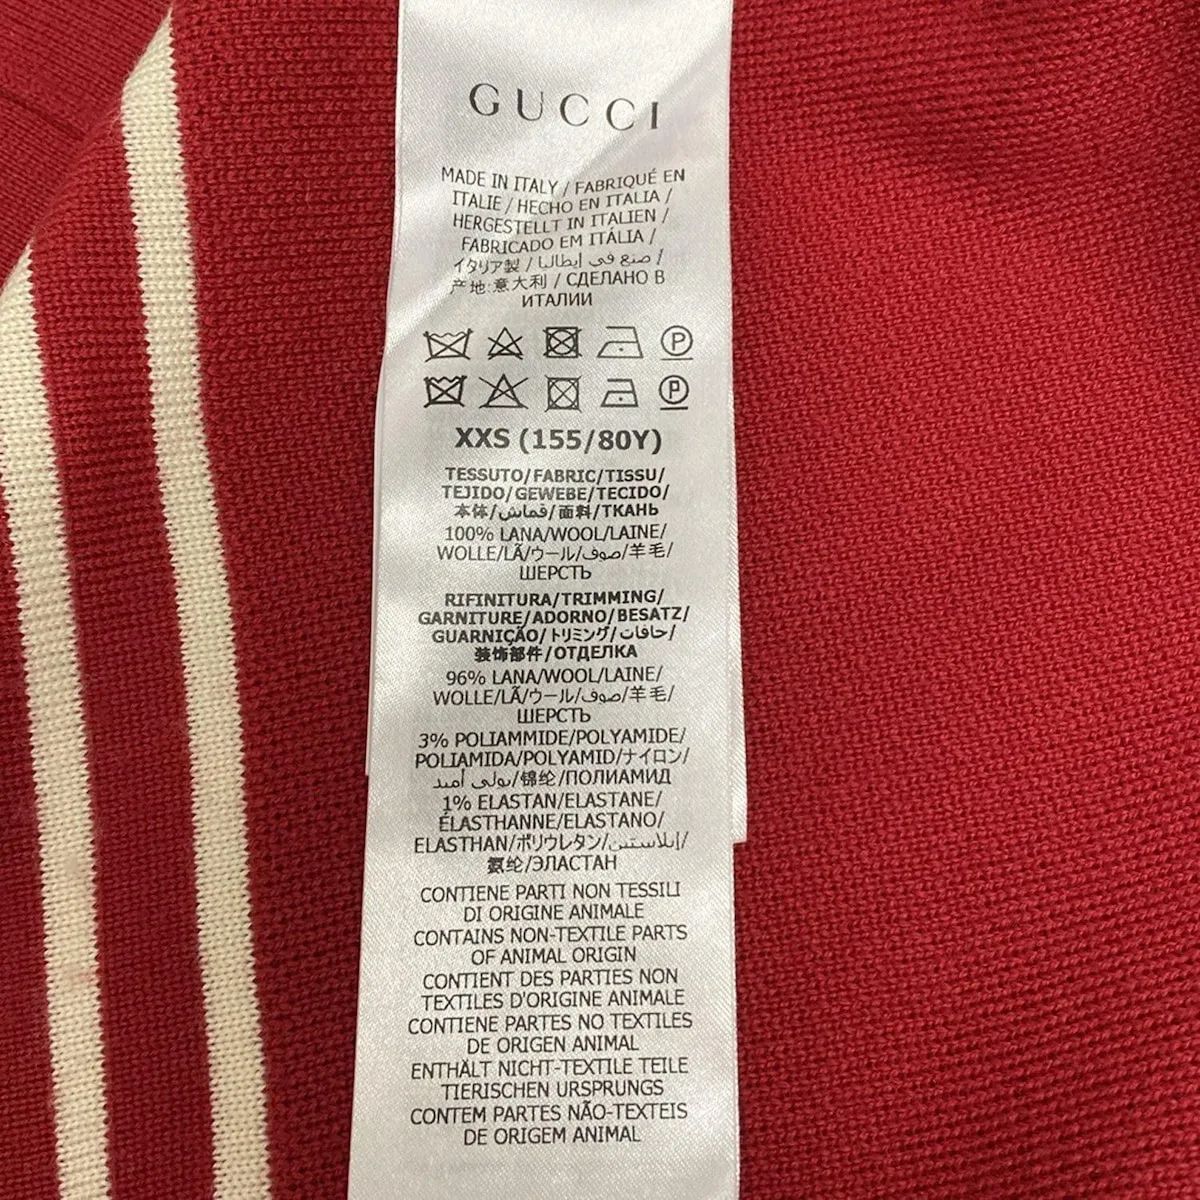 GUCCI
MADE IN ITALY / FABRIQUÉ EN
ITALIE / HECHO EN ITALIA /
HERGESTELLT IN ITALIEN /
FABRICADO EM ITÁLIA /
イタリア製 / صنع في إيطاليا /
产地:意大利 / СДЕЛАНО В
ИТАЛИИ
P
P
XXS (155/80Y)
TESSUTO/FABRIC/TISSU/
TEJIDO/GEWEBE/TECIDO/
本体/قماش/面料/ТКАНЬ
100% LANA/WOOL/LAINE/
WOLLE/LÃ/ウール/صوف/羊毛/
ШЕРСТЬ
RIFINITURA/TRIMMING/
GARNITURE/ADORNO/BESATZ/
GUARNIÇÃO/トリミング/حافات/
装饰部件/ОТДЕЛКА
96% LANA/WOOL/LAINE/
WOLLE/LÃ/ウール/صوف/羊毛/
ШЕРСТЬ
3% POLIAMMIDE/POLYAMIDE/
POLIAMIDA/POLYAMID/ナイロン/
بولي أميد/锦纶/ПОЛИАМИД
1% ELASTAN/ELASTANE/
ÉLASTHANNE/ELASTANO/
ELASTHAN/ポリウレタン/إيلاستين/
氨纶/ЭЛАСТАН
CONTIENE PARTI NON TESSILI
DI ORIGINE ANIMALE
CONTAINS NON-TEXTILE PARTS
OF ANIMAL ORIGIN
CONTIENT DES PARTIES NON
TEXTILES D'ORIGINE ANIMALE
CONTIENE PARTES NO TEXTILES
DE ORIGEN ANIMAL
ENTHÄLT NICHT-TEXTILE TEILE
TIERISCHEN URSPRUNGS
CONTEM PARTES NÃO-TEXTEIS
DE ORIGEM ANIMAL